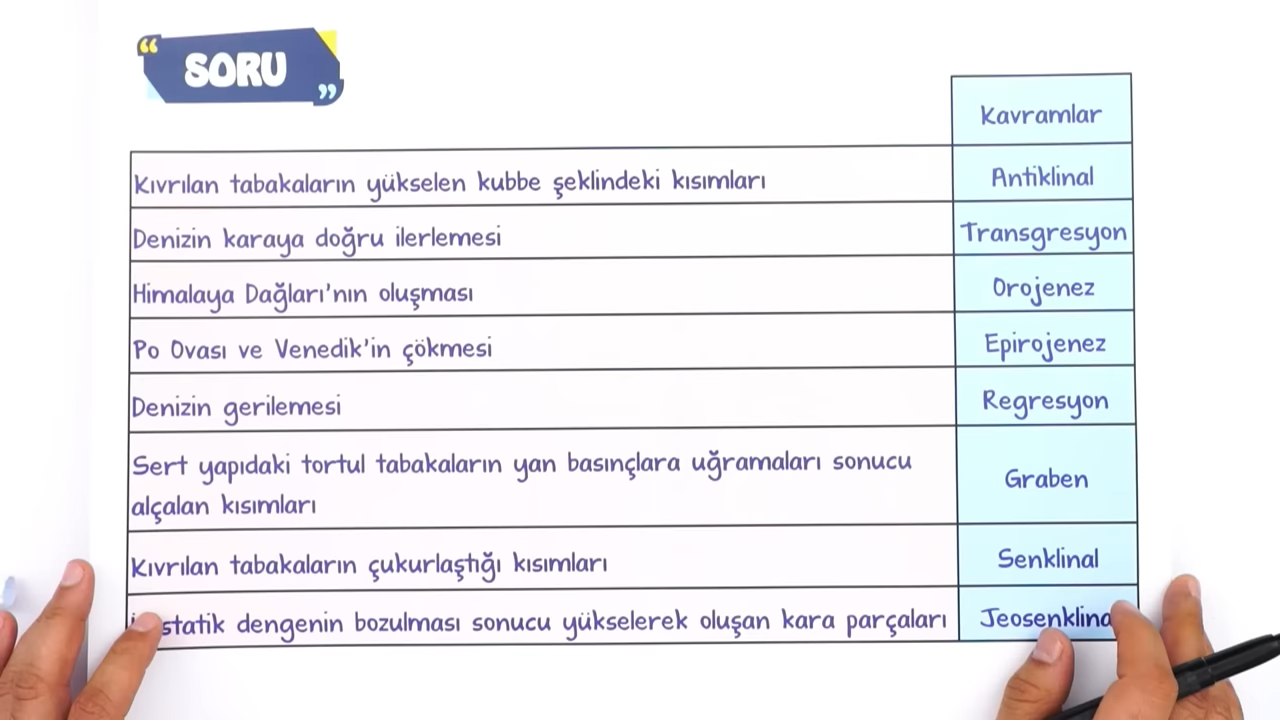 SORU
Kavramlar
Kıvrılan tabakaların yükselen kubbe şeklindeki kısımları
Antiklinal
Denizin karaya doğru ilerlemesi
Transgresyon
Himalaya Dağları'nın oluşması
Orojenez
Po Ovası ve Venedik'in çökmesi
Epirojenez
Denizin gerilemesi
Regresyon
Sert yapıdaki tortul tabakaların yan basınçlara uğramaları sonucu
alçalan kısımları
Graben
Kıvrılan tabakaların çukurlaştığı kısımları
Senklinal
dengenin bozulması sonucu yükselerek oluşan kara parçaları